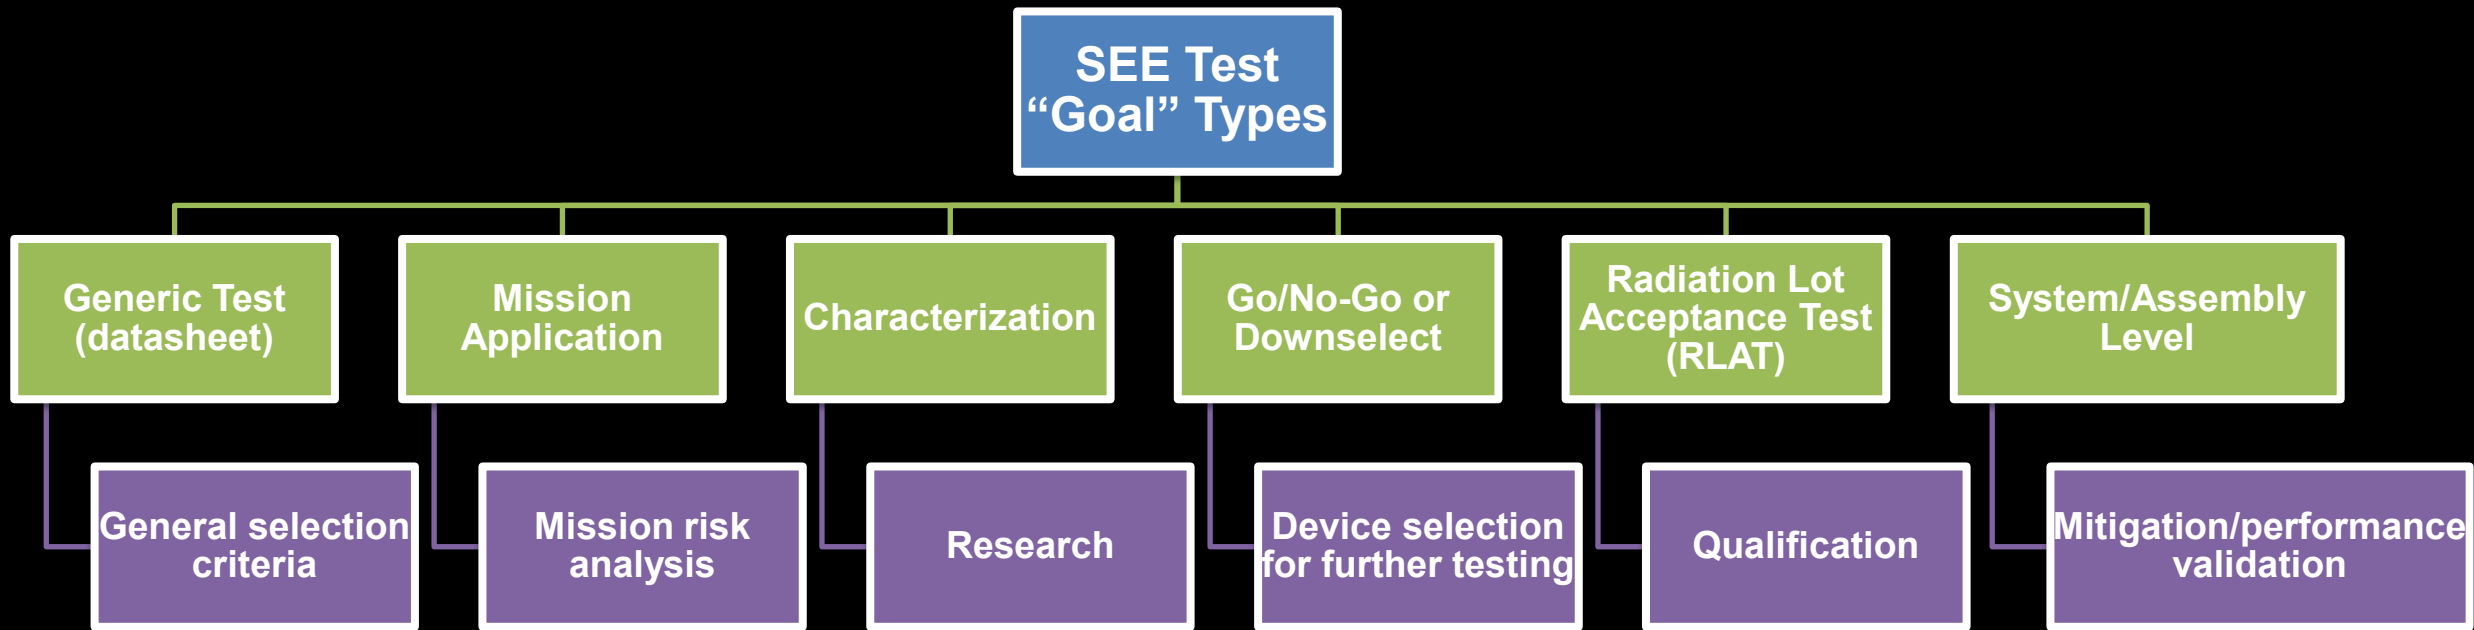 SEE Test
“Goal” Types
Generic Test
(datasheet)
Mission
Application
Characterization
Go/No-Go or
Downselect
Radiation Lot
Acceptance Test
(RLAT)
System/Assembly
Level
General selection
criteria
Mission risk
analysis
Research
Device selection
for further testing
Qualification
Mitigation/performance
validation